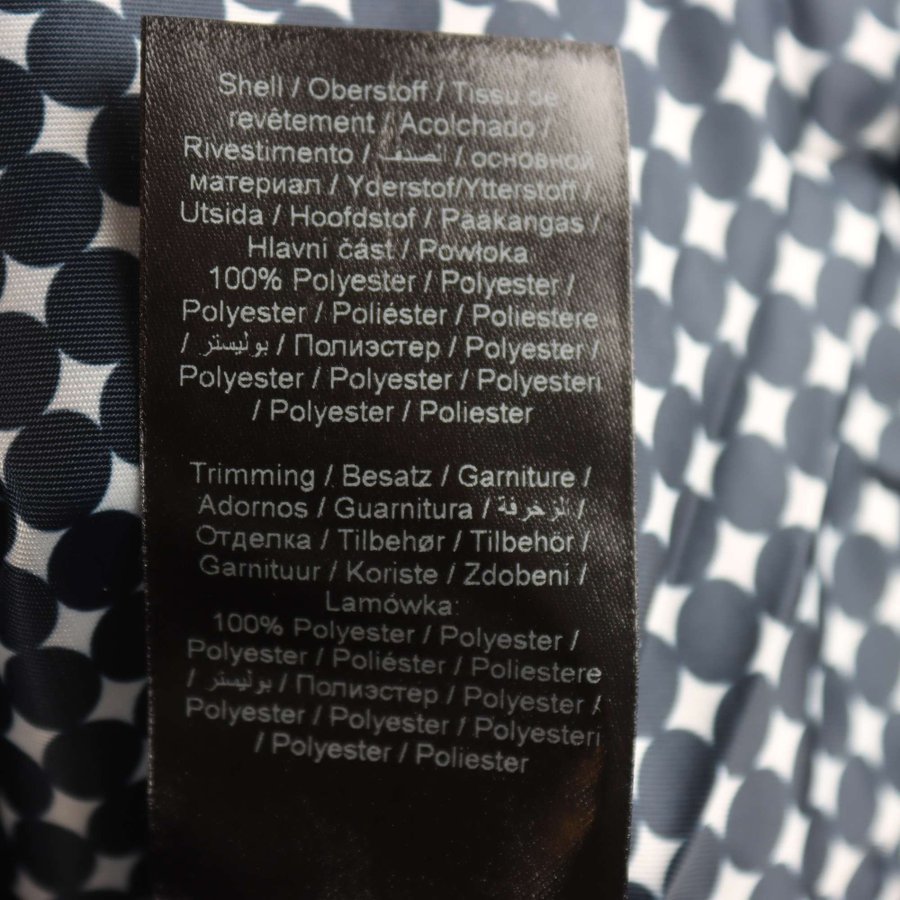 Shell / Oberstoff / Tissu de
revêtement / Acolchado /
Rivestimento / الصدف / основной
материал / Yderstof/Ytterstoff /
Utsida / Hoofdstof / Pääkangas /
Hlavní část / Powłoka
100% Polyester / Polyester /
Polyester / Poliéster / Poliestere
/ بوليستر / Полиэстер / Polyester /
Polyester / Polyester / Polyesteri
/ Polyester / Poliester
Trimming / Besatz / Garniture /
Adornos / Guarnitura / الزخرفة /
Отделка / Tilbehør / Tilbehör /
Garnituur / Koriste / Zdobení /
Lamówka:
100% Polyester / Polyester /
Polyester / Poliéster / Poliestere
/ بوليستر / Полиэстер / Polyester /
Polyester / Polyester / Polyesteri
/ Polyester / Poliester